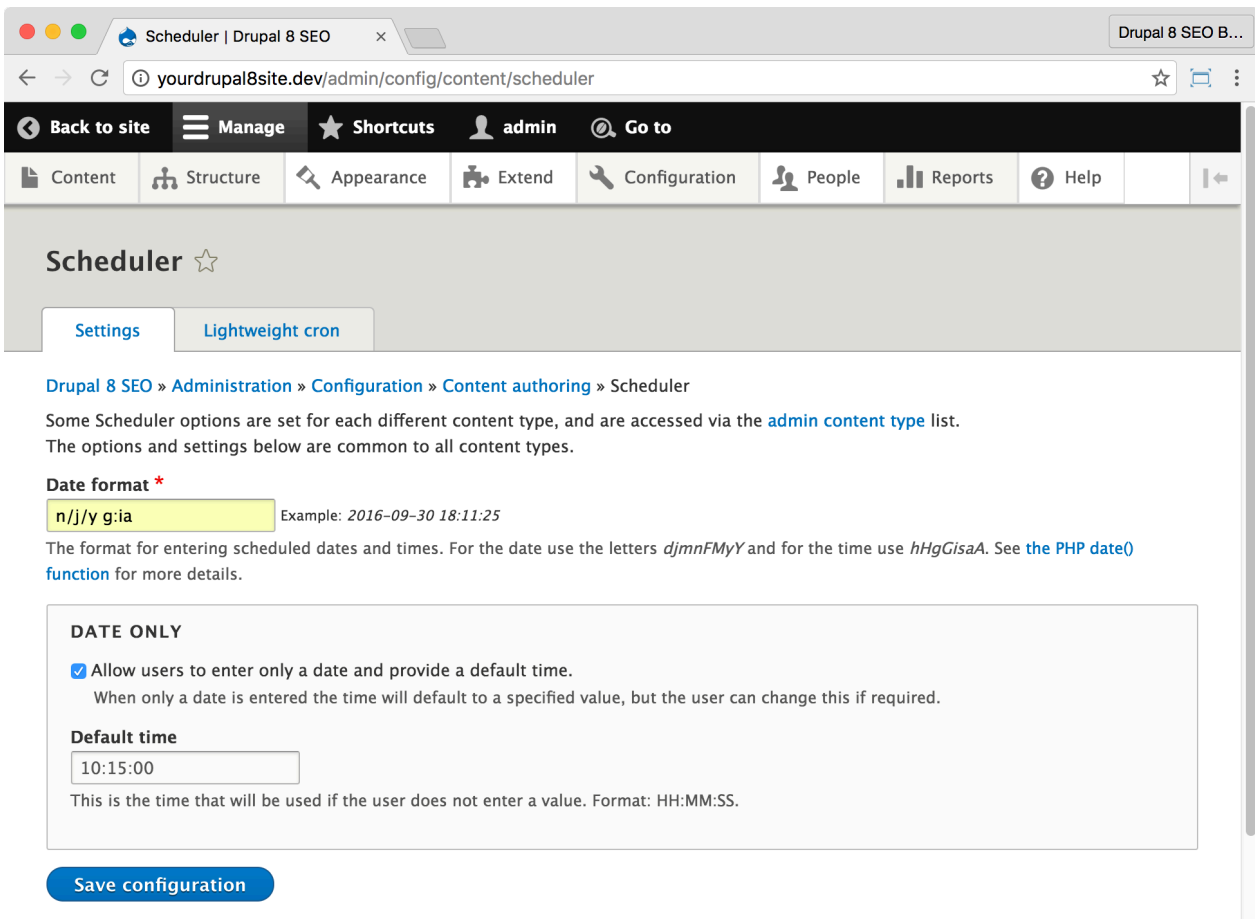 Scheduler | Drupal 8 SEO
Drupal 8 SEO B...
yourdrupal8site.dev/admin/config/content/scheduler
Back to site Manage Shortcuts admin Go to
Content Structure Appearance Extend Configuration People Reports Help
Scheduler
Settings Lightweight cron
Drupal 8 SEO » Administration » Configuration » Content authoring » Scheduler
Some Scheduler options are set for each different content type, and are accessed via the admin content type list.
The options and settings below are common to all content types.
Date format *
n/j/y g:ia Example: 2016-09-30 18:11:25
The format for entering scheduled dates and times. For the date use the letters djmnFMyY and for the time use hHgGisaA. See the PHP date()
function for more details.
DATE ONLY
Allow users to enter only a date and provide a default time.
When only a date is entered the time will default to a specified value, but the user can change this if required.
Default time
10:15:00
This is the time that will be used if the user does not enter a value. Format: HH:MM:SS.
Save configuration